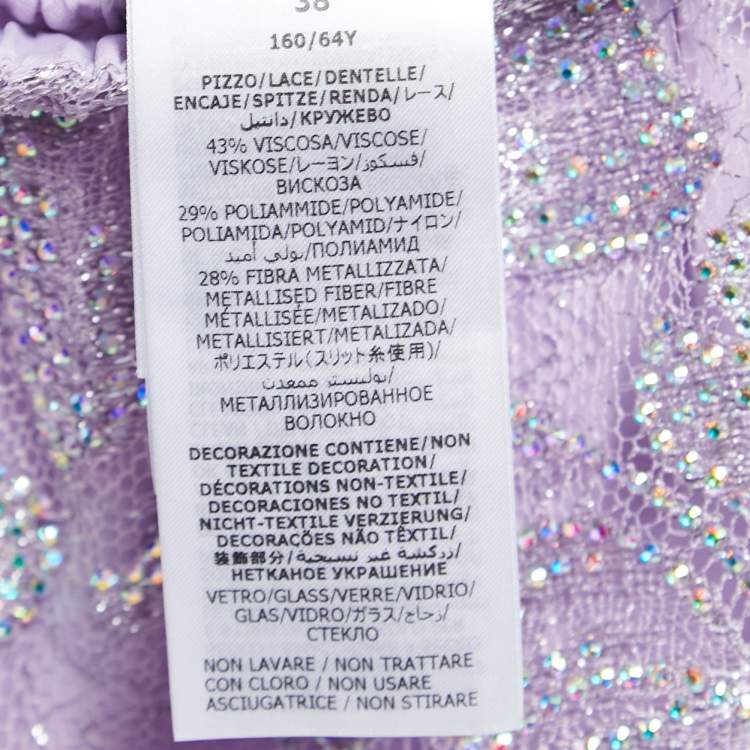 38
160/64Y
PIZZO/LACE/DENTELLE/
ENCAJE/SPITZE/RENDA/レース/
دانتيل/КРУЖЕВО
43% VISCOSA/VISCOSE/
VISKOSE/レーヨン/فسكوز/
ВИСКОЗА
29% POLIAMMIDE/POLYAMIDE/
POLIAMIDA/POLYAMID/ナイロン/
بولي أميد/ПОЛИАМИД
28% FIBRA METALLIZZATA/
METALLISED FIBER/FIBRE
MÉTALLISÉE/METALIZADO/
METALLISIERT/METALIZADA/
ポリエステル(スリット糸使用)/
بوليستر ممعدن/
МЕТАЛЛИЗИРОВАННОЕ
ВОЛОКНО
DECORAZIONE CONTIENE/NON
TEXTILE DECORATION/
DÉCORATIONS NON-TEXTILE/
DECORACIONES NO TEXTIL/
NICHT-TEXTILE VERZIERUNG/
DECORACÕES NÃO TÊXTIL/
装飾部分/زركشة غير نسيجية/
НЕТКАНОЕ УКРАШЕНИЕ
VETRO/GLASS/VERRE/VIDRIO/
GLAS/VIDRO/ガラス/زجاج/
СТЕКЛО
NON LAVARE / NON TRATTARE
CON CLORO / NON USARE
ASCIUGATRICE / NON STIRARE